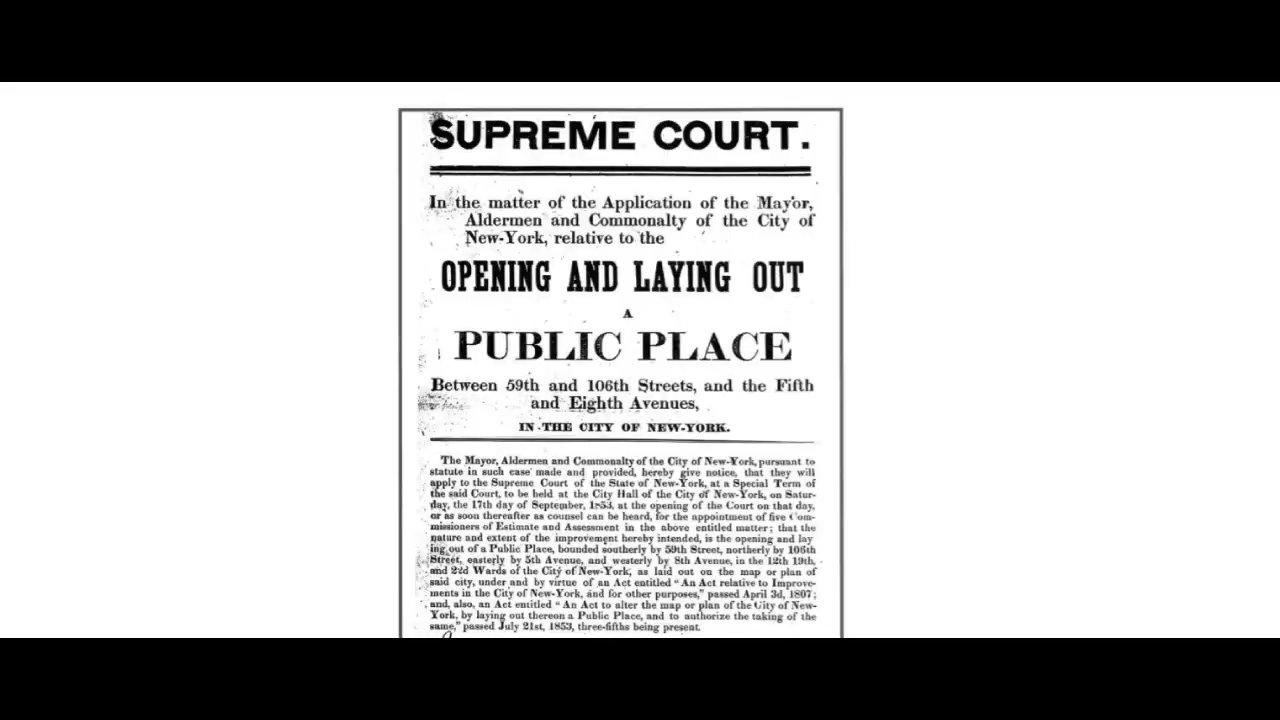 SUPREME COURT.
In the matter of the Application of the Mayor,
Aldermen and Commonalty of the City of
New-York, relative to the
OPENING AND LAYING OUT
A
PUBLIC PLACE
Between 59th and 106th Streets, and the Fifth
and Eighth Avenues,
IN THE CITY OF NEW-YORK.
The Mayor, Aldermen and Commonalty of the City of New-York, pursuant to
statute in such case made and provided, hereby give notice, that they will
apply to the Supreme Court of the State of New-York, at a Special Term of
the said Court, to be held at the City Hall of the City of New-York, on Satur-
day, the 17th day of September, 1853, at the opening of the Court on that day,
or as soon thereafter as counsel can be heard, for the appointment of five Com-
missioners of Estimate and Assessment in the above entitled matter; that the
nature and extent of the improvement hereby intended, is the opening and lay
ing out of a Public Place, bounded southerly by 59th Street, northerly by 106th
Street, easterly by 5th Avenue, and westerly by 8th Avenue, in the 12th 19th,
and 22d Wards of the City of New-York, as laid out on the map or plan of
said city, under and by virtue of an Act entitled "An Act relative to Improve-
ments in the City of New-York, and for other purposes," passed April 3d, 1807;
and, also, an Act entitled "An Act to alter the map or plan of the City of New-
York, by laying out thereon a Public Place, and to authorize the taking of the
same," passed July 21st, 1853, three-fifths being present.